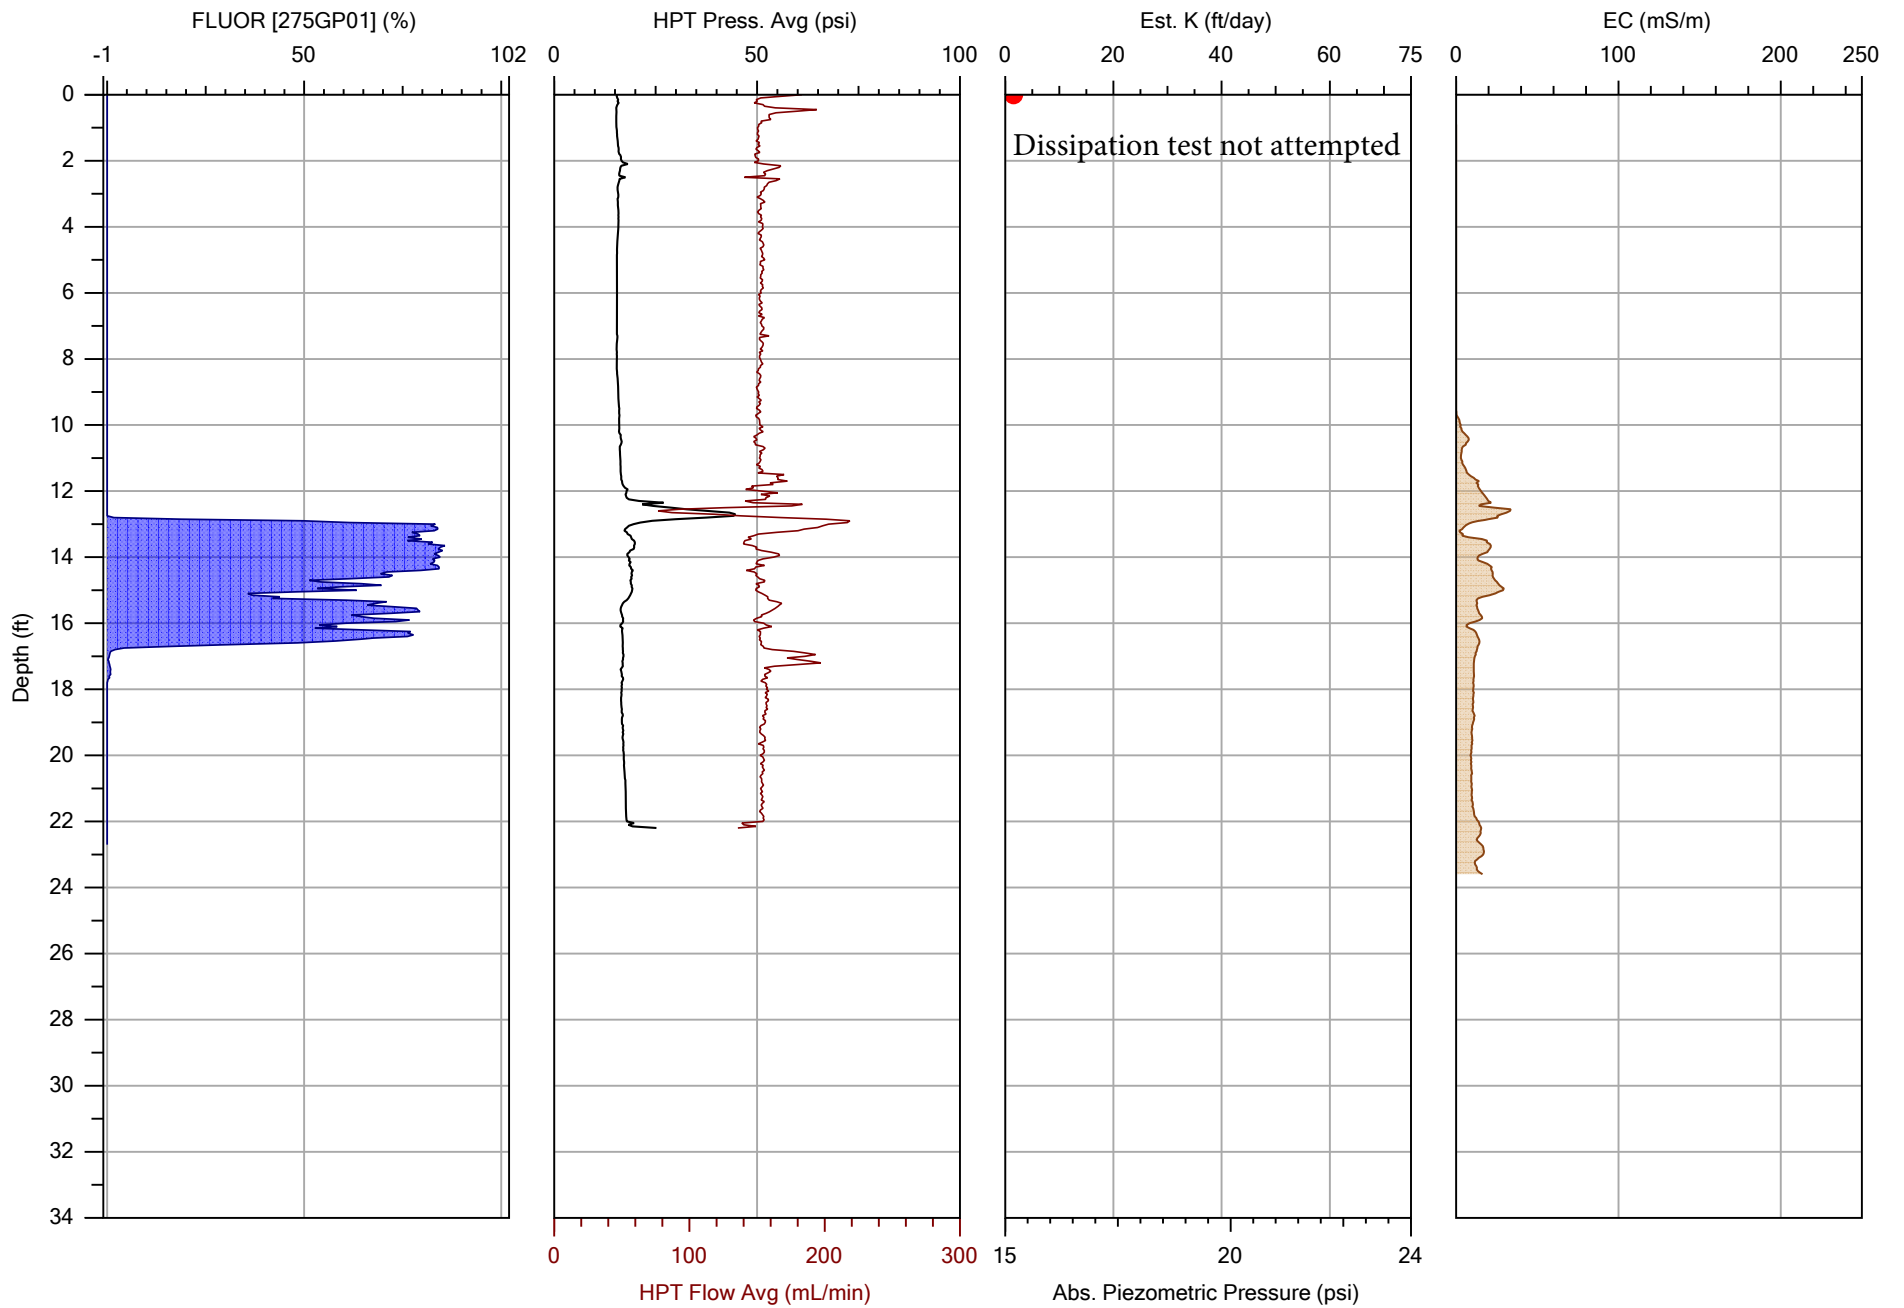 FLUOR [275GP01] (%)
HPT Press. Avg (psi)
Est. K (ft/day)
EC (mS/m)
-1 50 102
0 50 100
0 20 40 60 75
0 100 200 250
0
2
4
6
8
10
12
14
16
18
20
22
24
26
28
30
32
34
Depth (ft)
Dissipation test not attempted
0 100 200 300
15 20 24
HPT Flow Avg (mL/min)
Abs. Piezometric Pressure (psi)